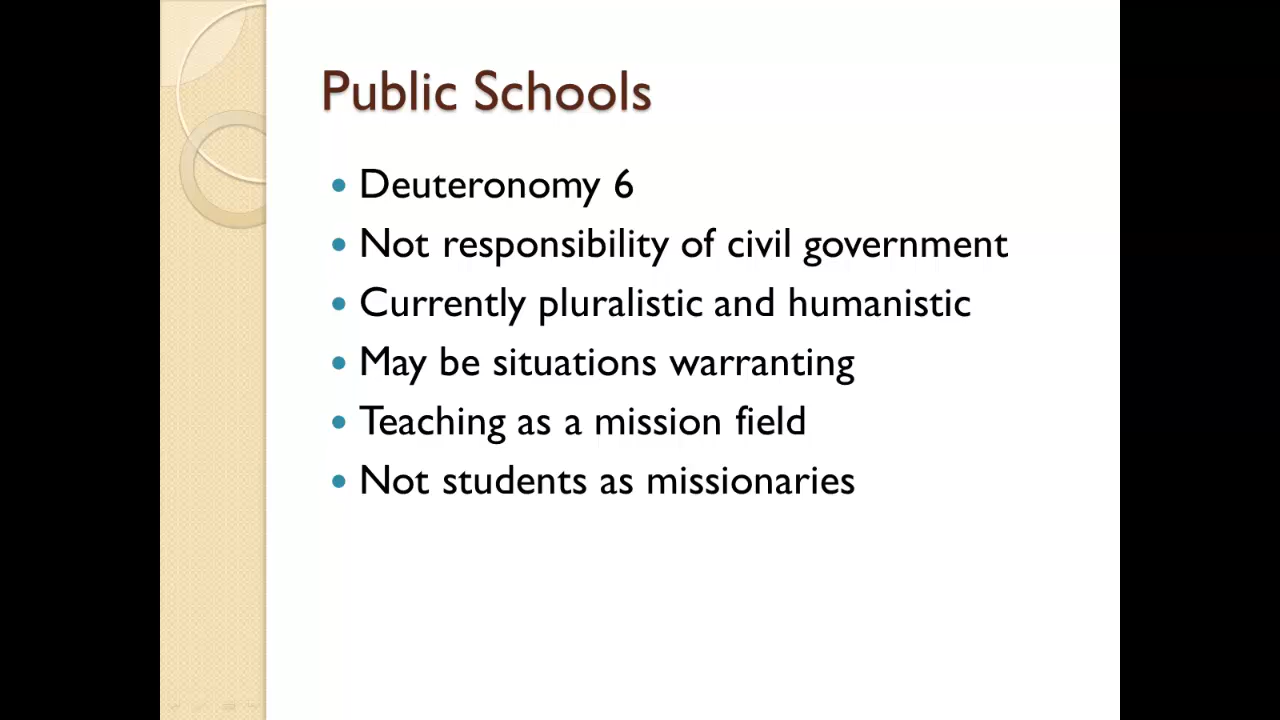 Public Schools
• Deuteronomy 6
• Not responsibility of civil government
• Currently pluralistic and humanistic
• May be situations warranting
• Teaching as a mission field
• Not students as missionaries